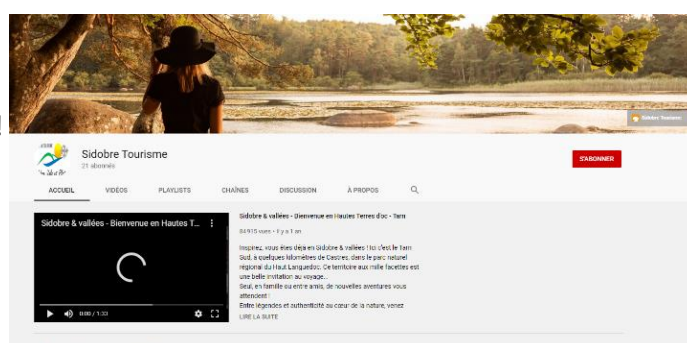 Sidobre Tourisme
Sidobre Tourisme
21 abonnés
S'ABONNER
ACCUEIL VIDÉOS PLAYLISTS CHAÎNES DISCUSSION À PROPOS
Sidobre & vallées - Bienvenue en Hautes T...
0:00 / 1:33
Sidobre & vallées - Bienvenue en Hautes Terres d'oc - Tarn
84 975 vues • il y a 1 an
Inspirez, vous êtes déjà en Sidobre & vallées ! Ici c'est le Tarn
Sud, à quelques kilomètres de Castres, dans le parc naturel
régional du Haut Languedoc. Ce territoire aux mille facettes est
une belle invitation au voyage...
Seul, en famille ou entre amis, de nouvelles aventures vous
attendent !
Entre légendes et authenticité au cœur de la nature, venez
LIRE LA SUITE